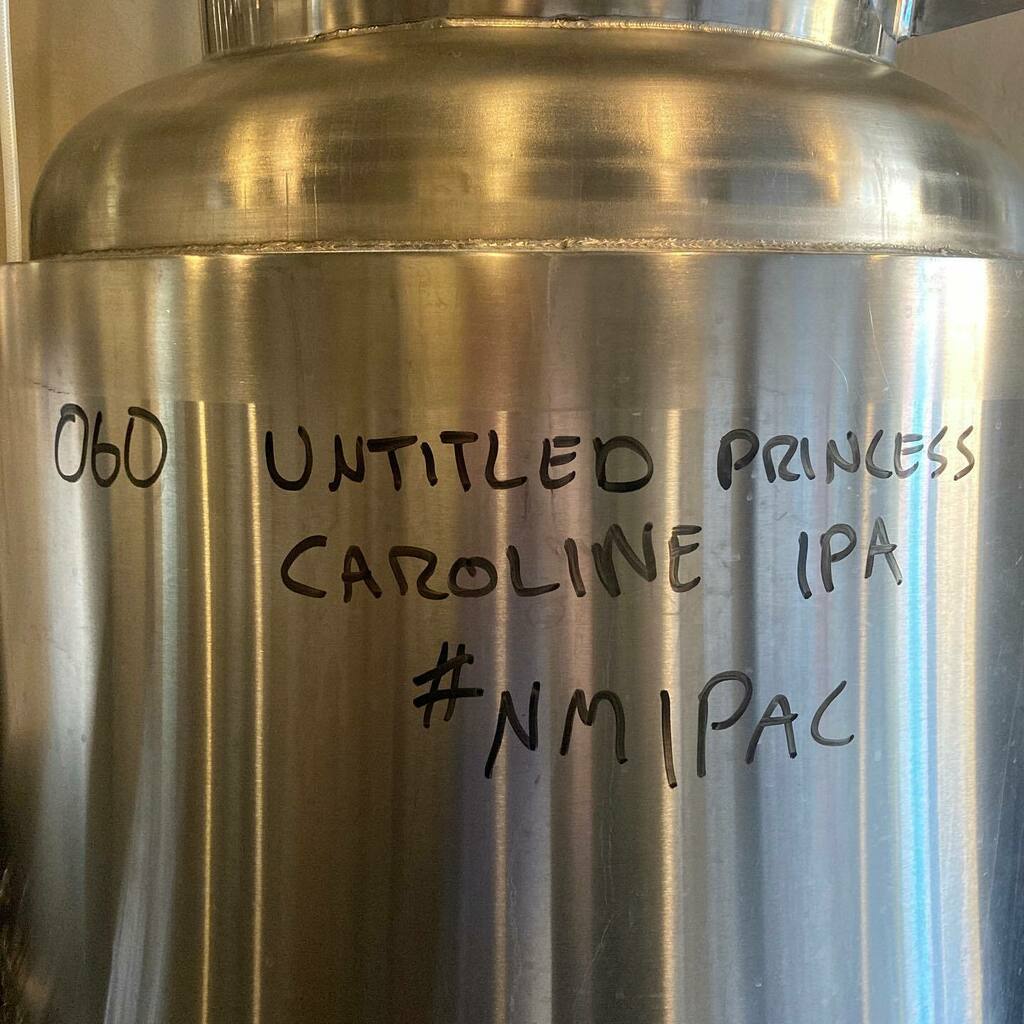 060 UNTITLED PRINCESS
CAROLINE IPA
#NMIPAC